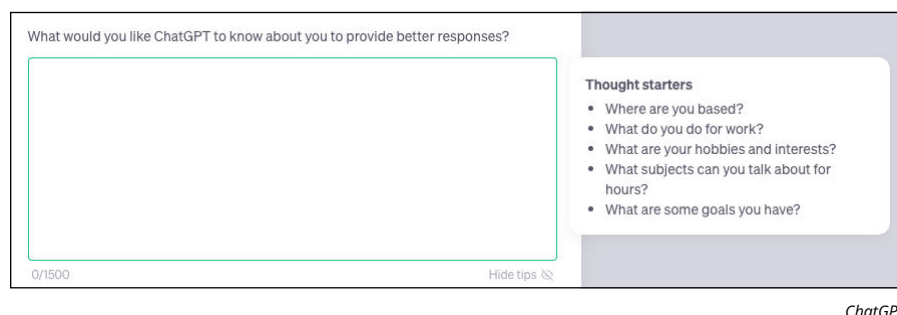 What would you like ChatGPT to know about you to provide better responses?
Thought starters
• Where are you based?
• What do you do for work?
• What are your hobbies and interests?
• What subjects can you talk about for
hours?
• What are some goals you have?
0/1500
Hide tips
ChatGP